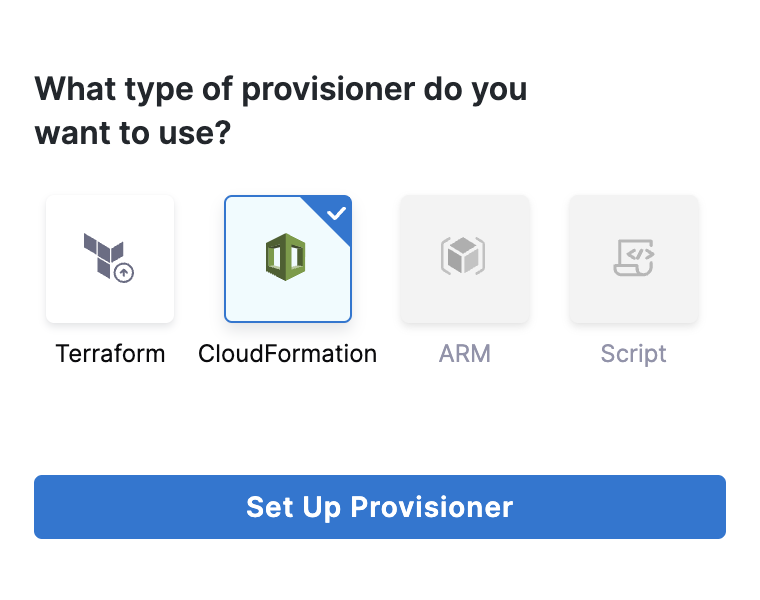 What type of provisioner do you
want to use?
Terraform
CloudFormation
ARM
Script
Set Up Provisioner